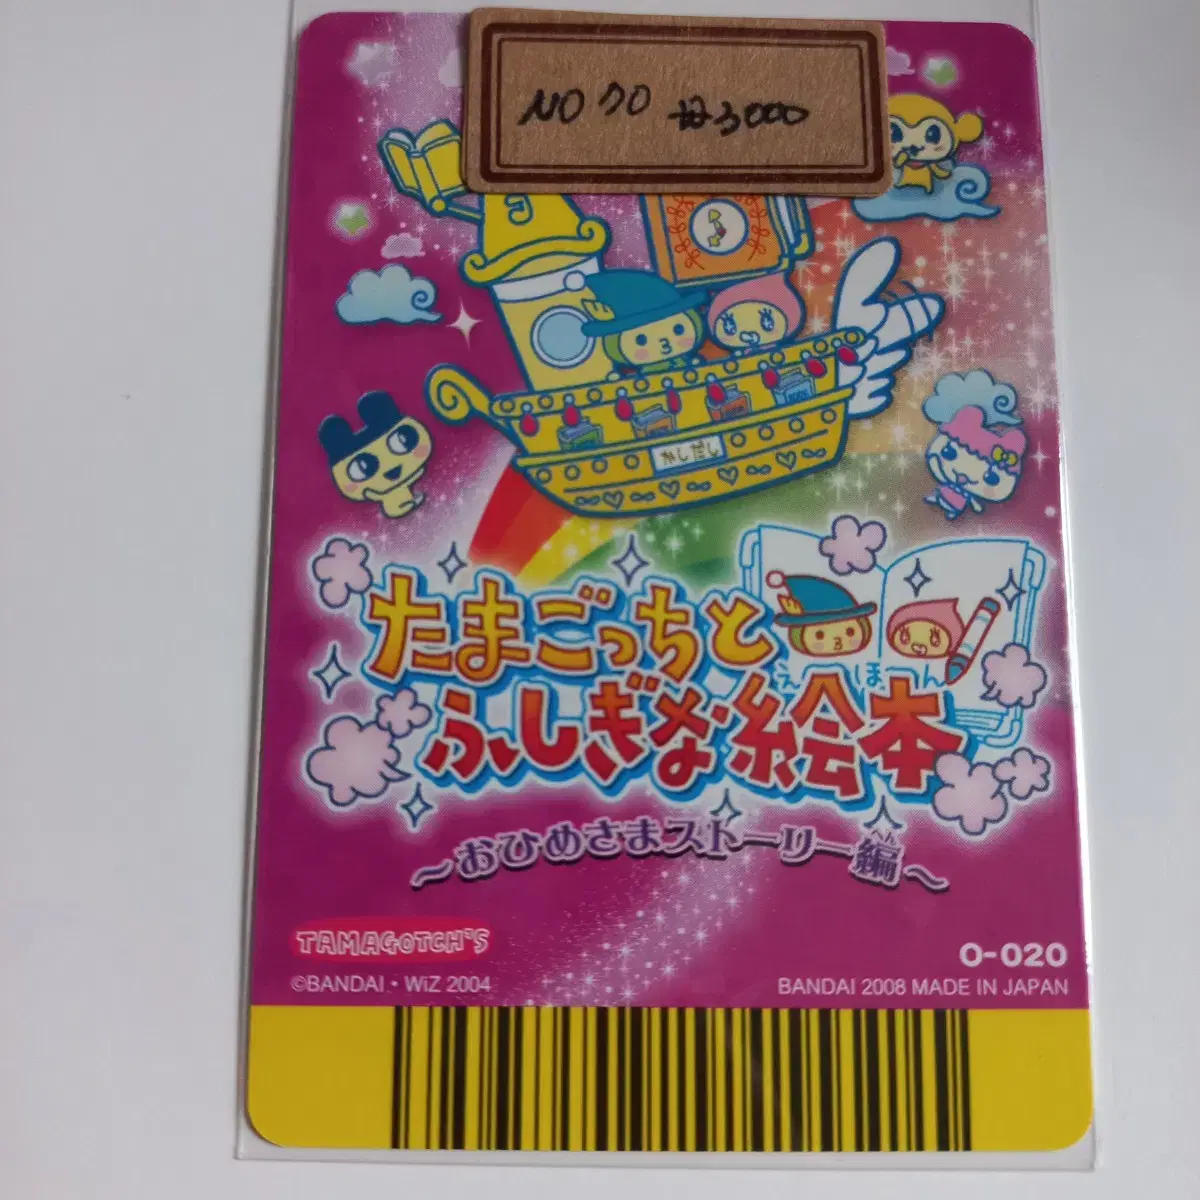 NO 70 ₩3000
かしだし
たまごっちと
えほん
ふしぎな絵本
へん
～おひめさまストーリー編～
TAMAGOTCH'S
O-020
©BANDAI・WiZ 2004
BANDAI 2008 MADE IN JAPAN